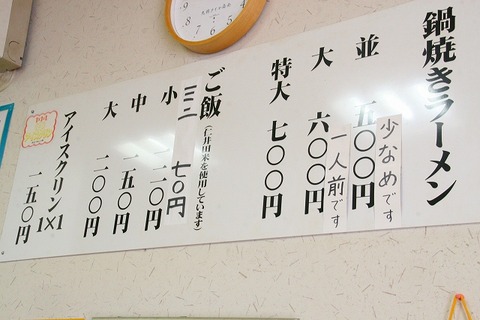 鍋焼きラーメン
並 五〇〇円
少なめです
大 六〇〇円
一人前です
特大 七〇〇円
ご飯
(仁井田米を使用しています)
ミニ 七〇円
小 一二〇円
中 一五〇円
大 二〇〇円
アイスクリン1×1
一五〇円